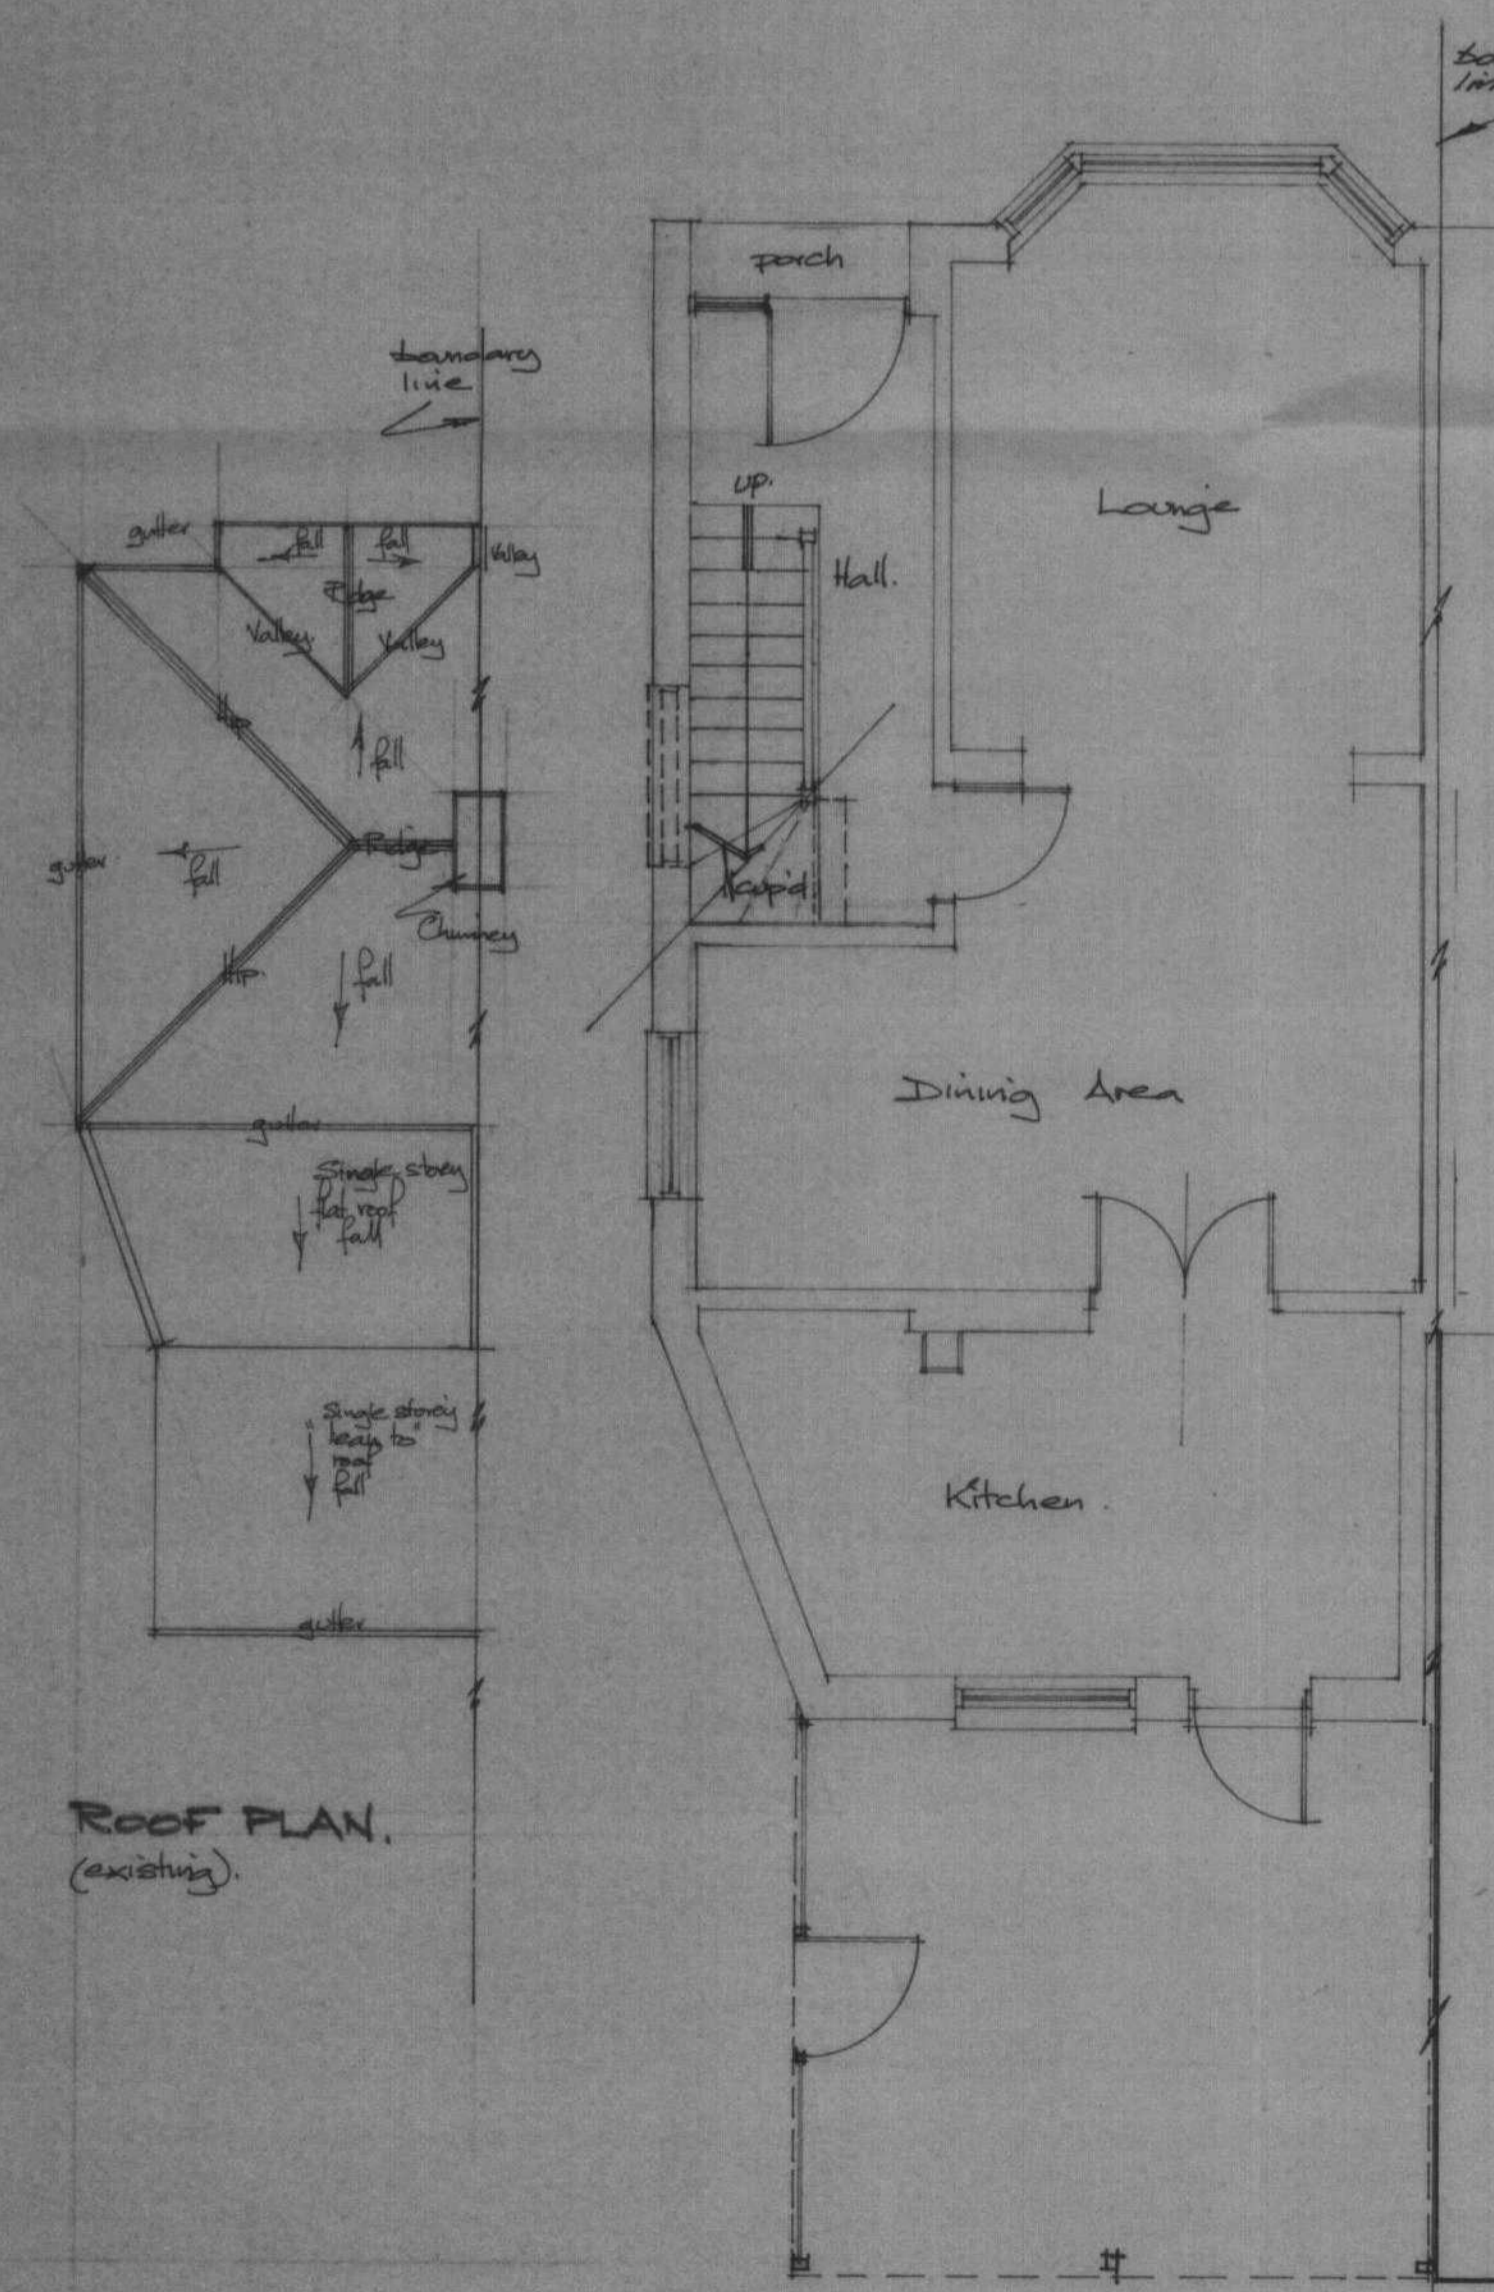 boundary
line
gutter
fall
fall
Valley
Ridge
Valley
Valley
Hip
fall
gutter
fall
Ridge
Chimney
Hip.
fall
gutter
Single storey
flat roof
fall
Single storey
"lean to"
roof
fall
gutter
ROOF PLAN.
(existing).
porch
up.
Hall.
Lounge
cup'd
Dining Area
Kitchen.